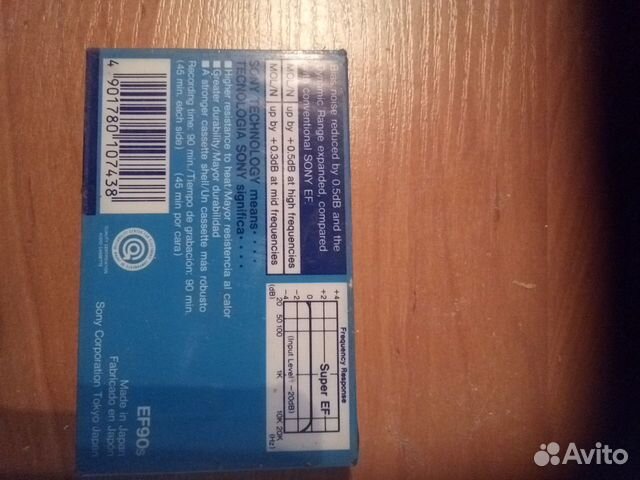 Bias noise reduced by 0.5dB and the
Dynamic Range expanded, compared
conventional SONY EF.
MOL/N up by +0.5dB at high frequencies
MOL/N up by +0.3dB at mid frequencies
SONY TECHNOLOGY means····
TECNOLOGIA SONY significa····
■Higher resistance to heat/Mayor resistencia al calor
■Greater durability/Mayor durabilidad
■A stronger cassette shell/Un cassette más robusto
Recording time: 90 min./Tiempo de grabación: 90 min.
(45 min. each side) (45 min por cara)
4 901780 107438
Frequency Response
+4
+2
0
-2
-4
(dB)
Super EF
(Input Level: -20dB)
20 50 100 1K 10K 20K
(Hz)
EF90s
Made in Japan
Fabricado en Japón
Sony Corporation Tokyo Japan
Avito